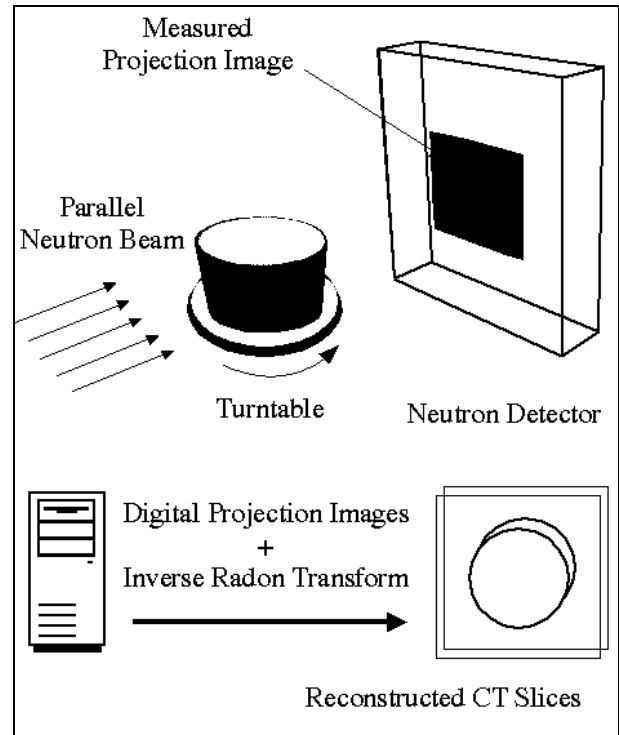 Measured
Projection Image
Parallel
Neutron Beam
Turntable
Neutron Detector
Digital Projection Images
+
Inverse Radon Transform
Reconstructed CT Slices